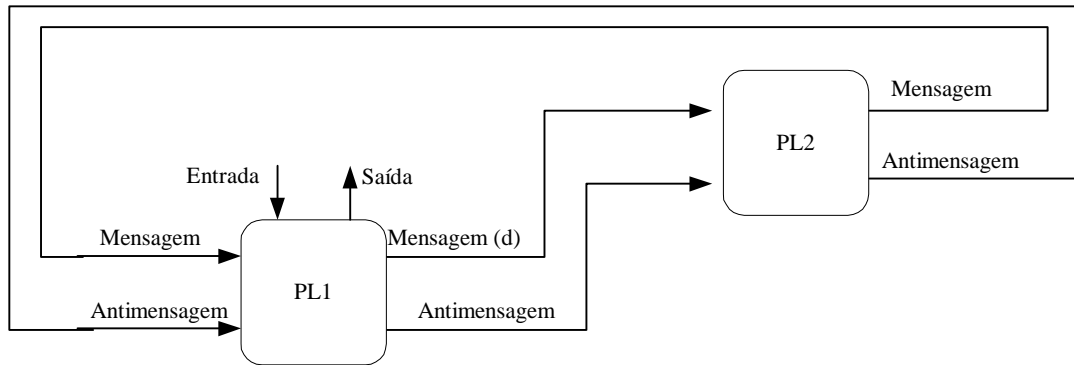 Mensagem
PL2
Antimensagem
Entrada
Saída
Mensagem
Mensagem (d)
PL1
Antimensagem
Antimensagem